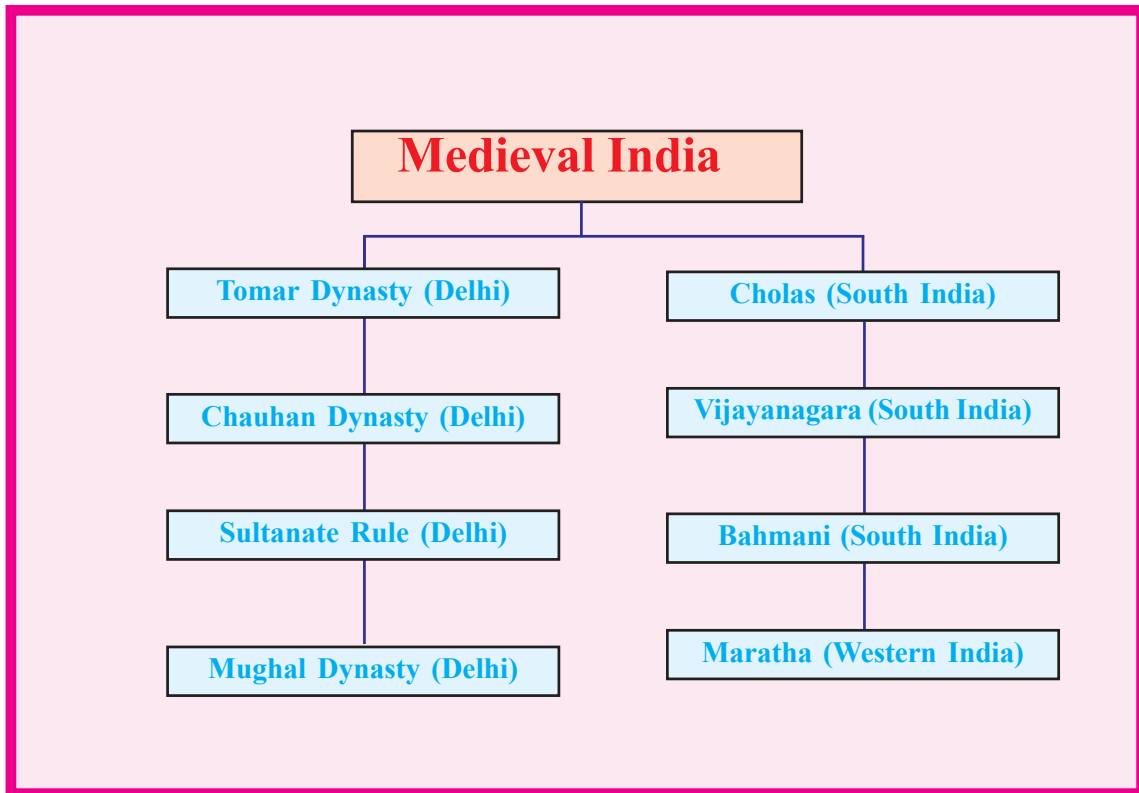 Medieval India
Tomar Dynasty (Delhi)
Chauhan Dynasty (Delhi)
Sultanate Rule (Delhi)
Mughal Dynasty (Delhi)
Cholas (South India)
Vijayanagara (South India)
Bahmani (South India)
Maratha (Western India)